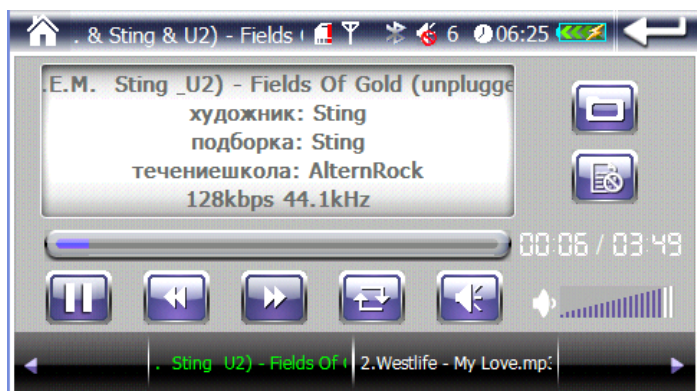 . & Sting & U2) - Fields ( 6 06:25
.E.M. Sting _U2) - Fields Of Gold (unplugge
художник: Sting
подборка: Sting
течениешкола: AlternRock
128kbps 44.1kHz
00:06 / 03:49
. Sting U2) - Fields Of ( 2.Westlife - My Love.mp3